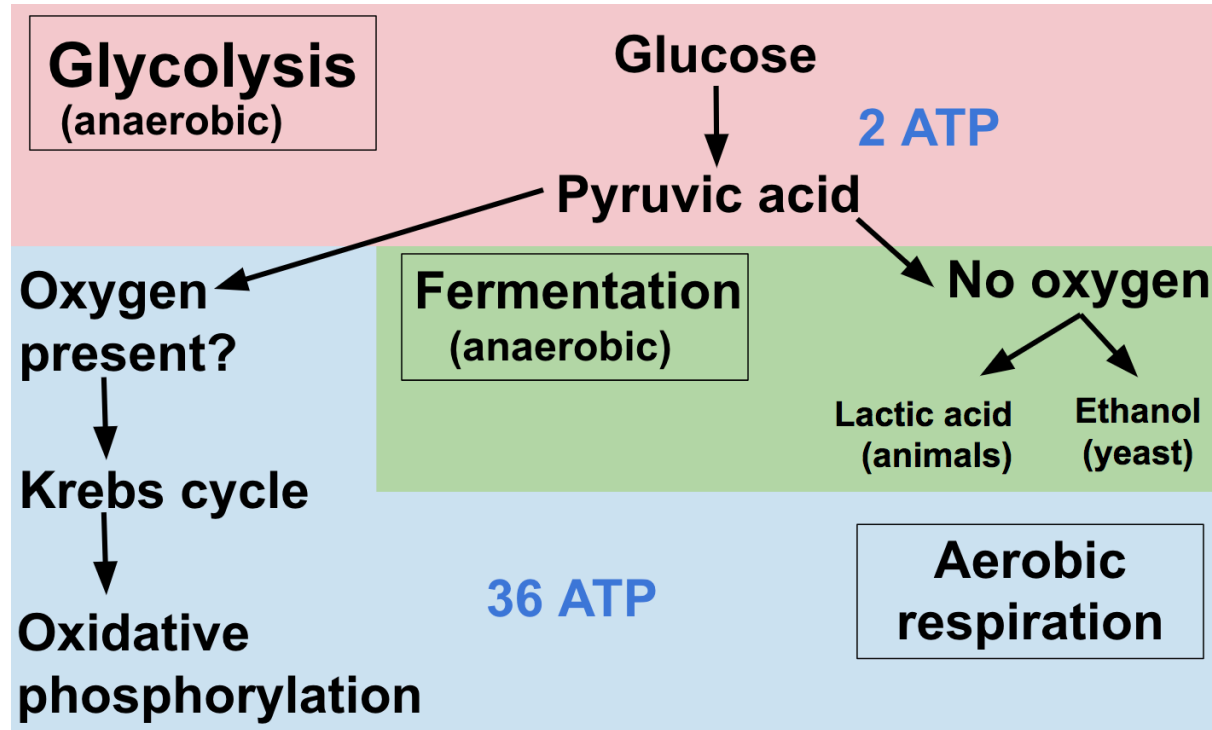 Glycolysis
(anaerobic)
Glucose
2 ATP
Pyruvic acid
Oxygen
present?
Fermentation
(anaerobic)
No oxygen
Lactic acid
(animals)
Ethanol
(yeast)
Krebs cycle
36 ATP
Aerobic
respiration
Oxidative
phosphorylation